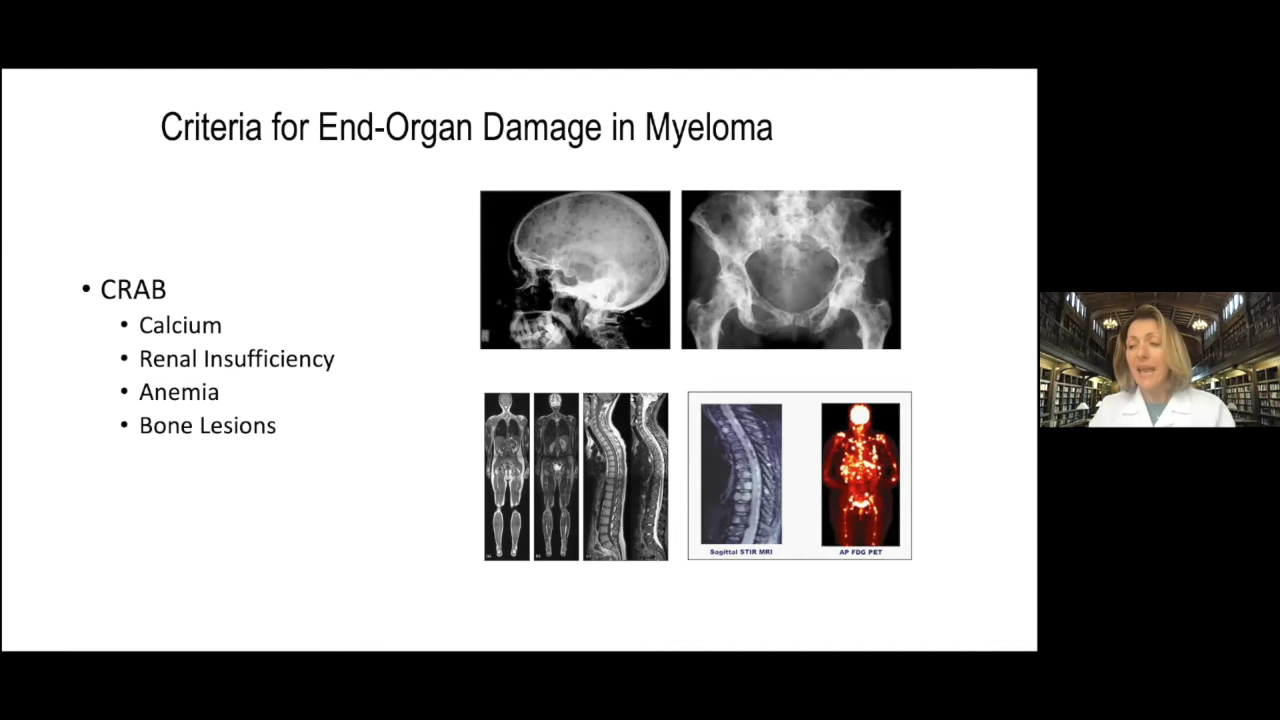 Criteria for End-Organ Damage in Myeloma
• CRAB
• Calcium
• Renal Insufficiency
• Anemia
• Bone Lesions
Sagittal STIR MRI
AP FDG PET